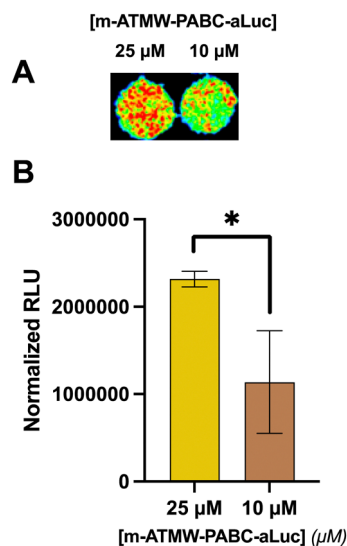 [m-ATMW-PABC-aLuc]
25 µM 10 µM
A
B
*
Normalized RLU
3000000
2000000
1000000
0
25 µM 10 µM
[m-ATMW-PABC-aLuc] (µM)